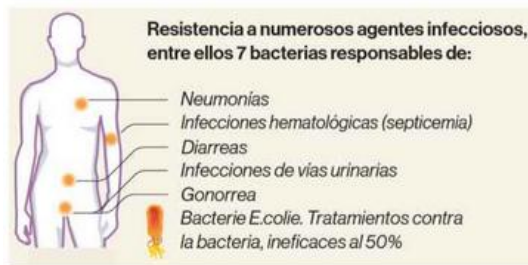 Resistencia a numerosos agentes infecciosos,
entre ellos 7 bacterias responsables de:
Neumonías
Infecciones hematológicas (septicemia)
Diarreas
Infecciones de vías urinarias
Gonorrea
Bacterie E.colie. Tratamientos contra
la bacteria, ineficaces al 50%